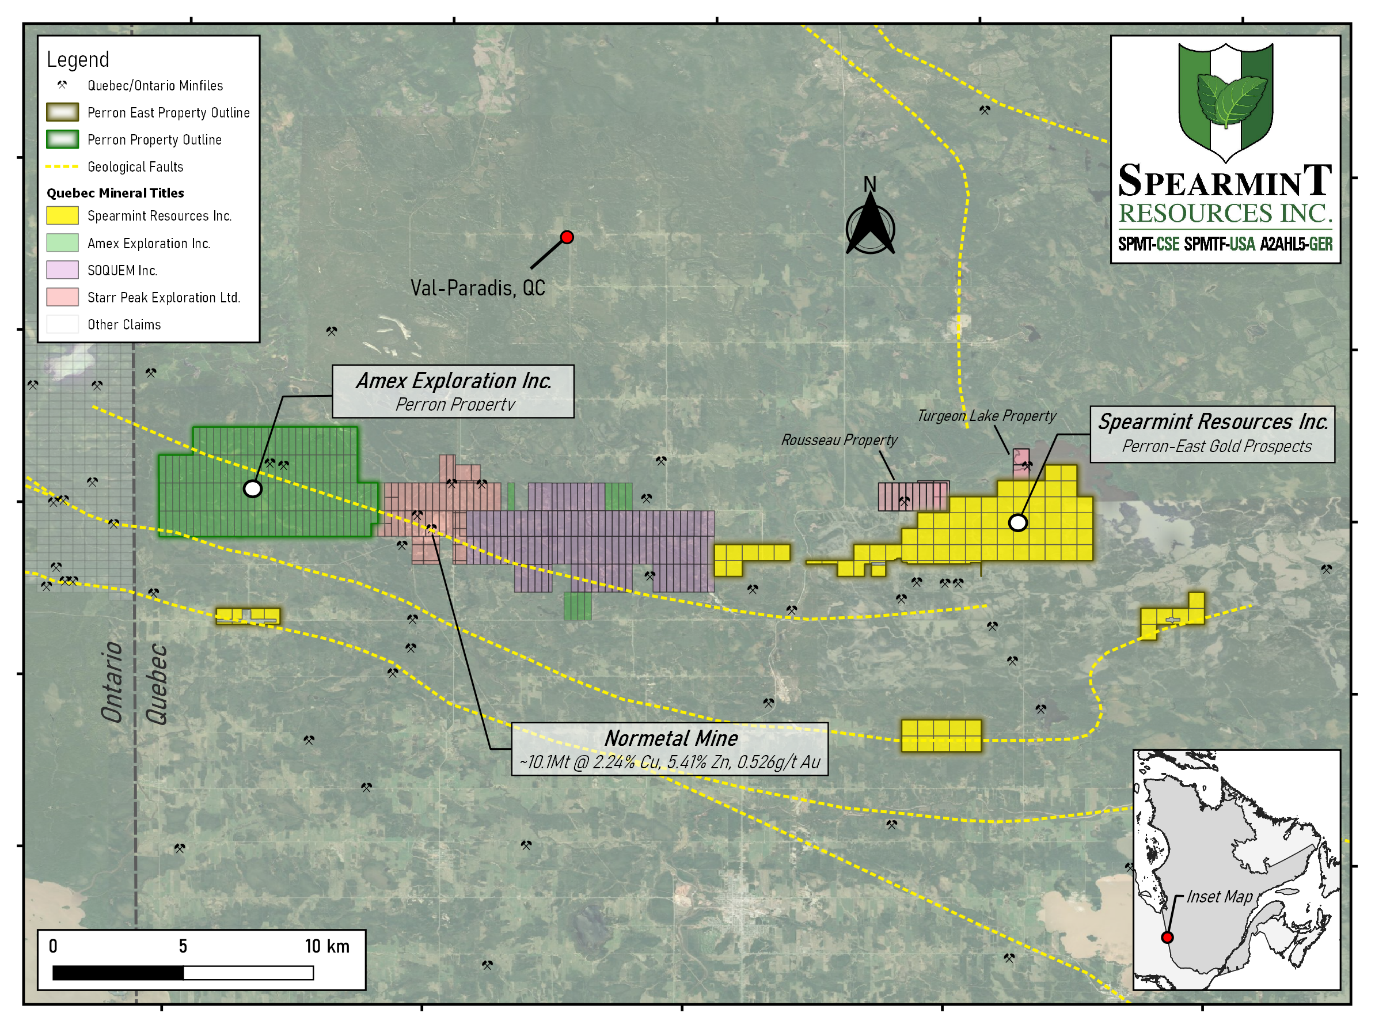 Legend
Quebec/Ontario Minfiles
Perron East Property Outline
Perron Property Outline
Geological Faults
Quebec Mineral Titles
Spearmint Resources Inc.
Amex Exploration Inc.
SOQUEM Inc.
Starr Peak Exploration Ltd.
Other Claims
SPEARMINT
RESOURCES INC.
SPMT-CSE SPMTF-USA A2AHL5-GER
N
Val-Paradis, QC
Amex Exploration Inc.
Perron Property
Turgeon Lake Property
Rousseau Property
Spearmint Resources Inc.
Perron-East Gold Prospects
Ontario
Quebec
Normetal Mine
~10.1Mt @ 2.24% Cu, 5.41% Zn, 0.526g/t Au
Inset Map
0 5 10 km